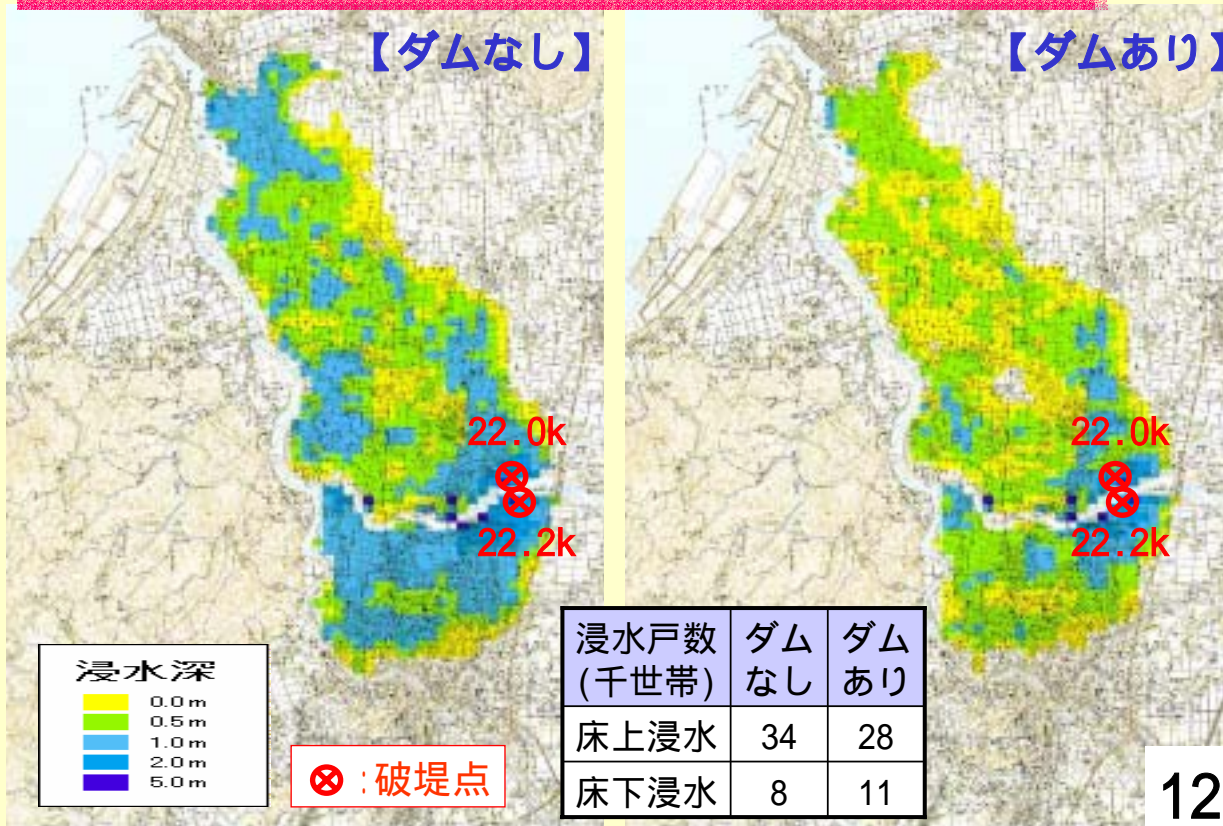 【ダムなし】
【ダムあり】
22.0k
22.2k
22.0k
22.2k
浸水深
0.0m
0.5m
1.0m
2.0m
5.0m
⊗:破堤点
浸水戸数(千世帯) ダムなし ダムあり
床上浸水 34 28
床下浸水 8 11
12